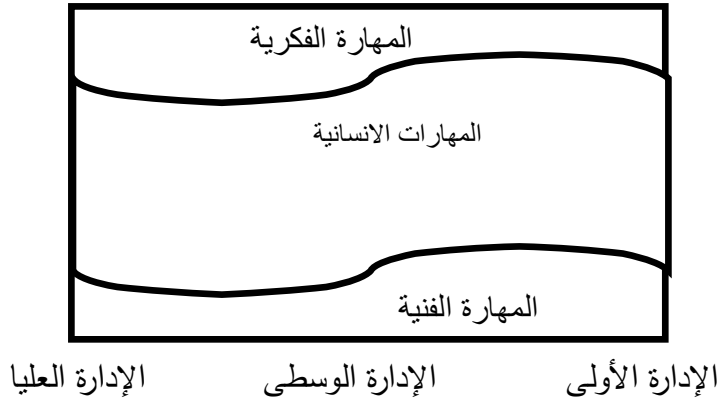 المهارة الفكرية
المهارات الانسانية
المهارة الفنية
الإدارة الأولى
الإدارة الوسطى
الإدارة العليا